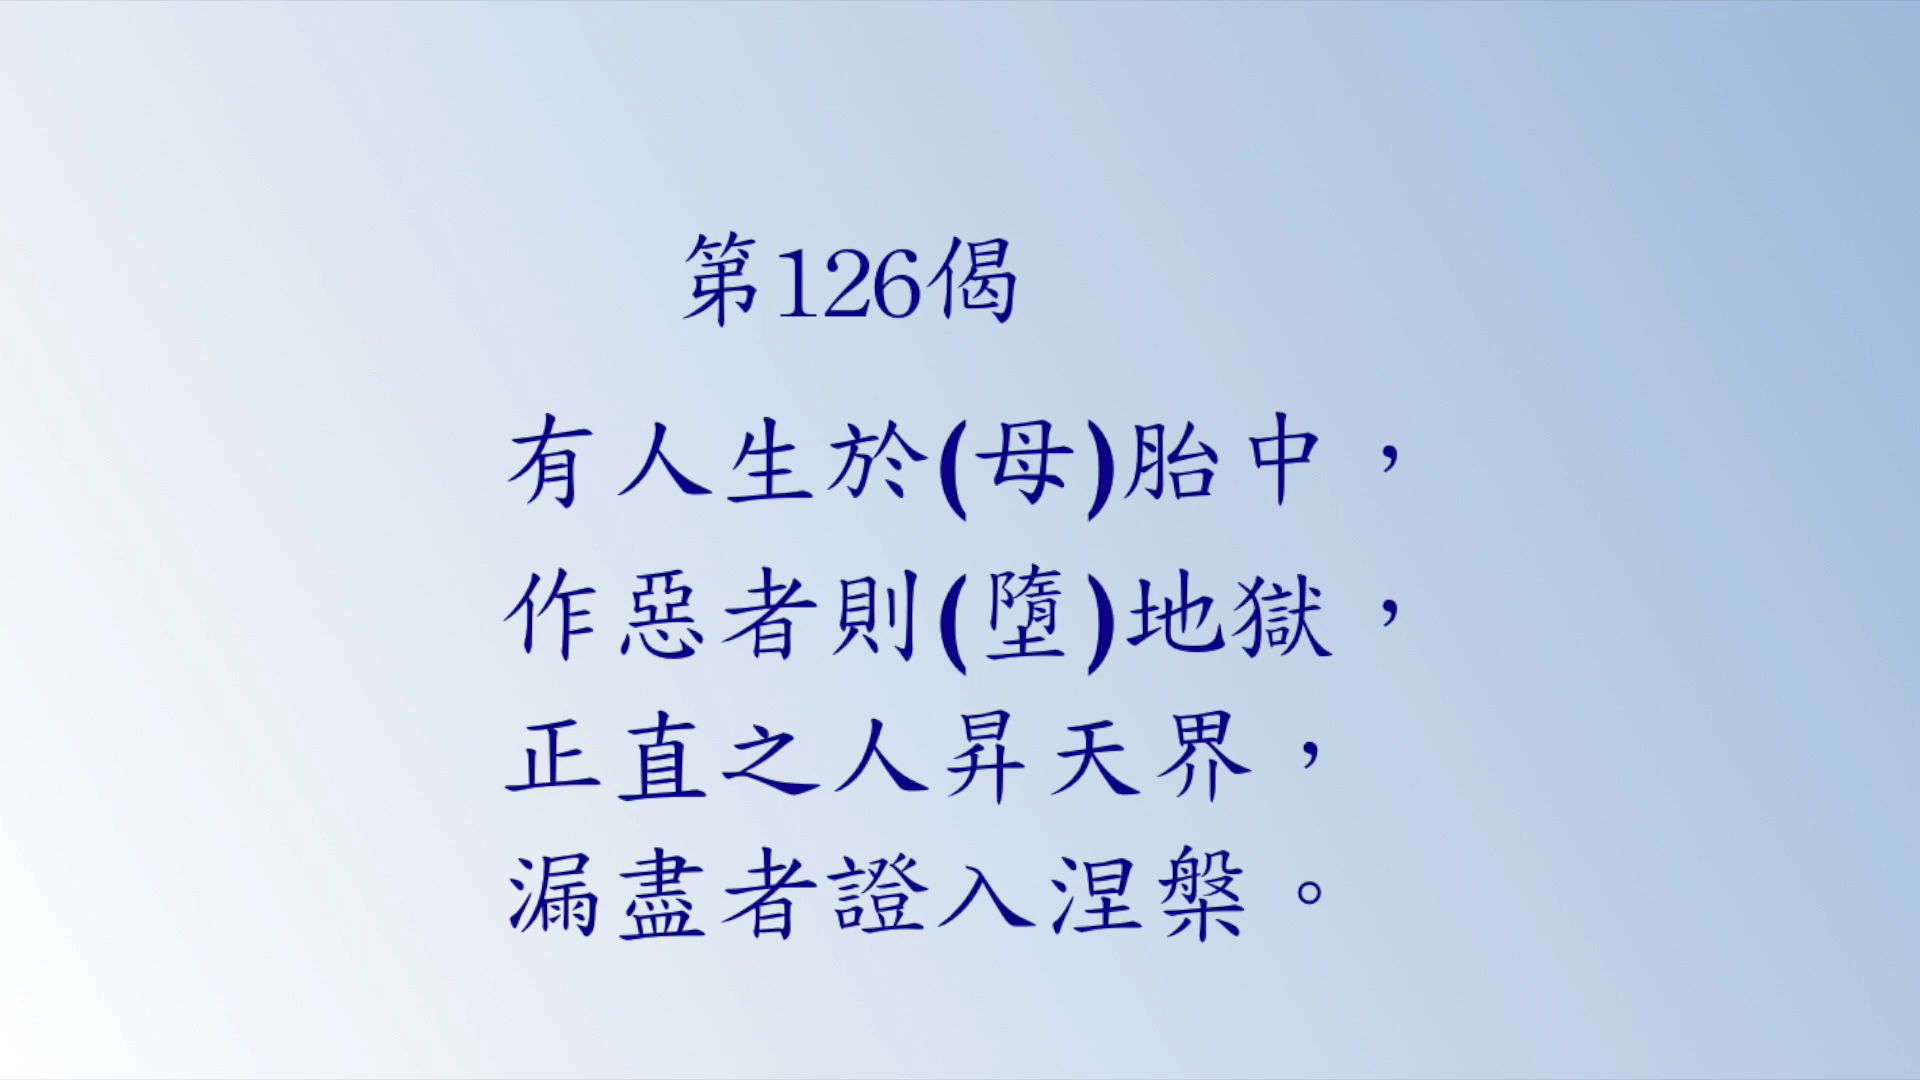 第126偈
有人生於(母)胎中，
作惡者則(墮)地獄，
正直之人昇天界，
漏盡者證入涅槃。